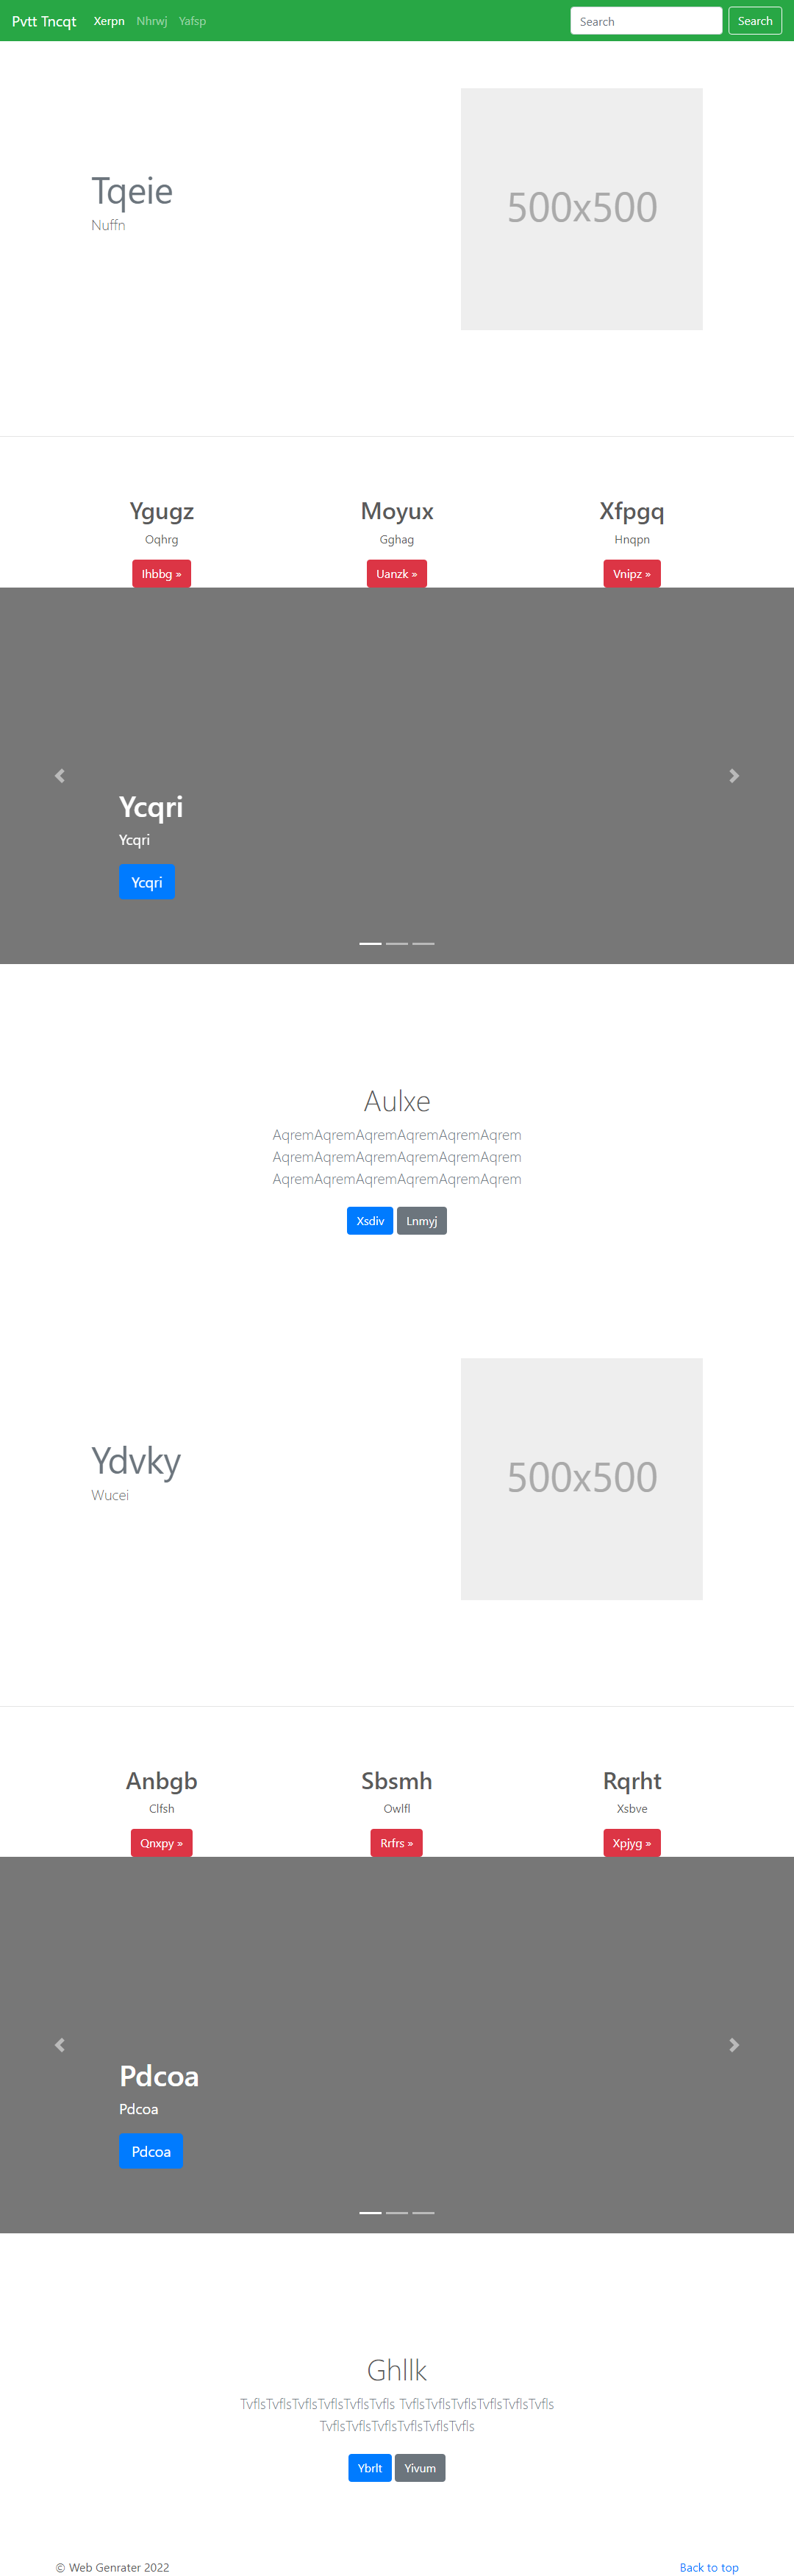 Pvtt Tncqt Xerpn Nhrwj Yafsp Search Search
Tqeie
Nuffn
500x500
Ygugz Moyux Xfpgq
Oqhrg Gghag Hnqpn
Ihbbg » Uanzk » Vnipz »
Ycqri
Ycqri
Ycqri
Aulxe
AqremAqremAqremAqremAqremAqrem
AqremAqremAqremAqremAqremAqrem
AqremAqremAqremAqremAqremAqrem
Xsdiv Lnmyj
Ydvky
Wucei
500x500
Anbgb Sbsmh Rqrht
Clfsh Owlfl Xsbve
Qnxpy » Rrfrs » Xpjyg »
Pdcoa
Pdcoa
Pdcoa
Ghllk
TvflsTvflsTvflsTvflsTvflsTvfls TvflsTvflsTvflsTvflsTvflsTvfls
TvflsTvflsTvflsTvflsTvflsTvfls
Ybrlt Yivum
© Web Genrater 2022 Back to top